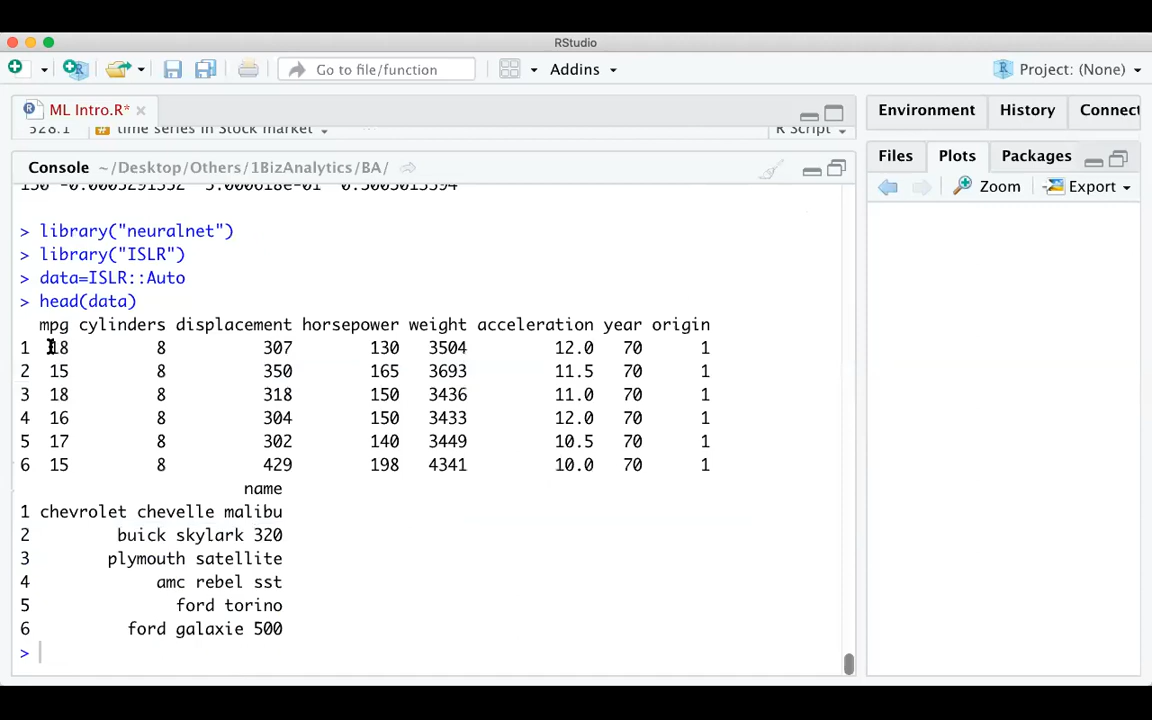 RStudio
Go to file/function
Addins
Project: (None)
ML Intro.R*
528:1 # time series in Stock market
R Script
Console ~/Desktop/Others/1BizAnalytics/BA/
> library("neuralnet")
> library("ISLR")
> data=ISLR::Auto
> head(data)
mpg cylinders displacement horsepower weight acceleration year origin
1 18 8 307 130 3504 12.0 70 1
2 15 8 350 165 3693 11.5 70 1
3 18 8 318 150 3436 11.0 70 1
4 16 8 304 150 3433 12.0 70 1
5 17 8 302 140 3449 10.5 70 1
6 15 8 429 198 4341 10.0 70 1
name
1 chevrolet chevelle malibu
2 buick skylark 320
3 plymouth satellite
4 amc rebel sst
5 ford torino
6 ford galaxie 500
>
Environment History Connect
Files Plots Packages
Zoom Export